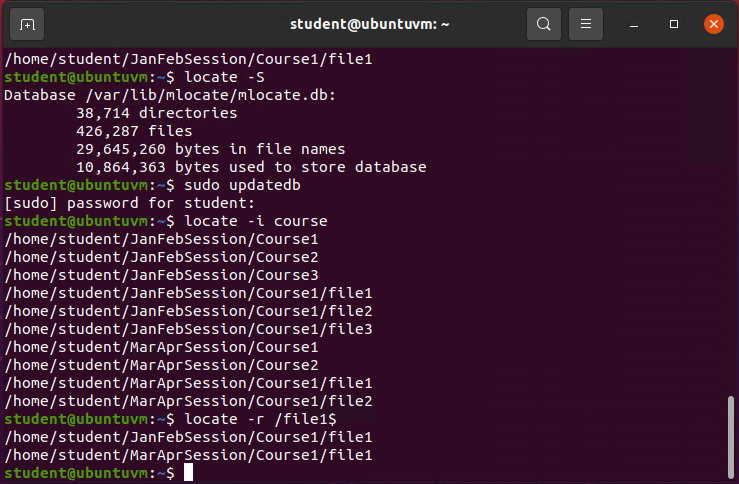 student@ubuntuvm: ~
/home/student/JanFebSession/Course1/file1
student@ubuntuvm:~$ locate -S
Database /var/lib/mlocate/mlocate.db:
        38,714 directories
        426,287 files
        29,645,260 bytes in file names
        10,864,363 bytes used to store database
student@ubuntuvm:~$ sudo updatedb
[sudo] password for student:
student@ubuntuvm:~$ locate -i course
/home/student/JanFebSession/Course1
/home/student/JanFebSession/Course2
/home/student/JanFebSession/Course3
/home/student/JanFebSession/Course1/file1
/home/student/JanFebSession/Course1/file2
/home/student/JanFebSession/Course1/file3
/home/student/MarAprSession/Course1
/home/student/MarAprSession/Course2
/home/student/MarAprSession/Course1/file1
/home/student/MarAprSession/Course1/file2
student@ubuntuvm:~$ locate -r /file1$
/home/student/JanFebSession/Course1/file1
/home/student/MarAprSession/Course1/file1
student@ubuntuvm:~$